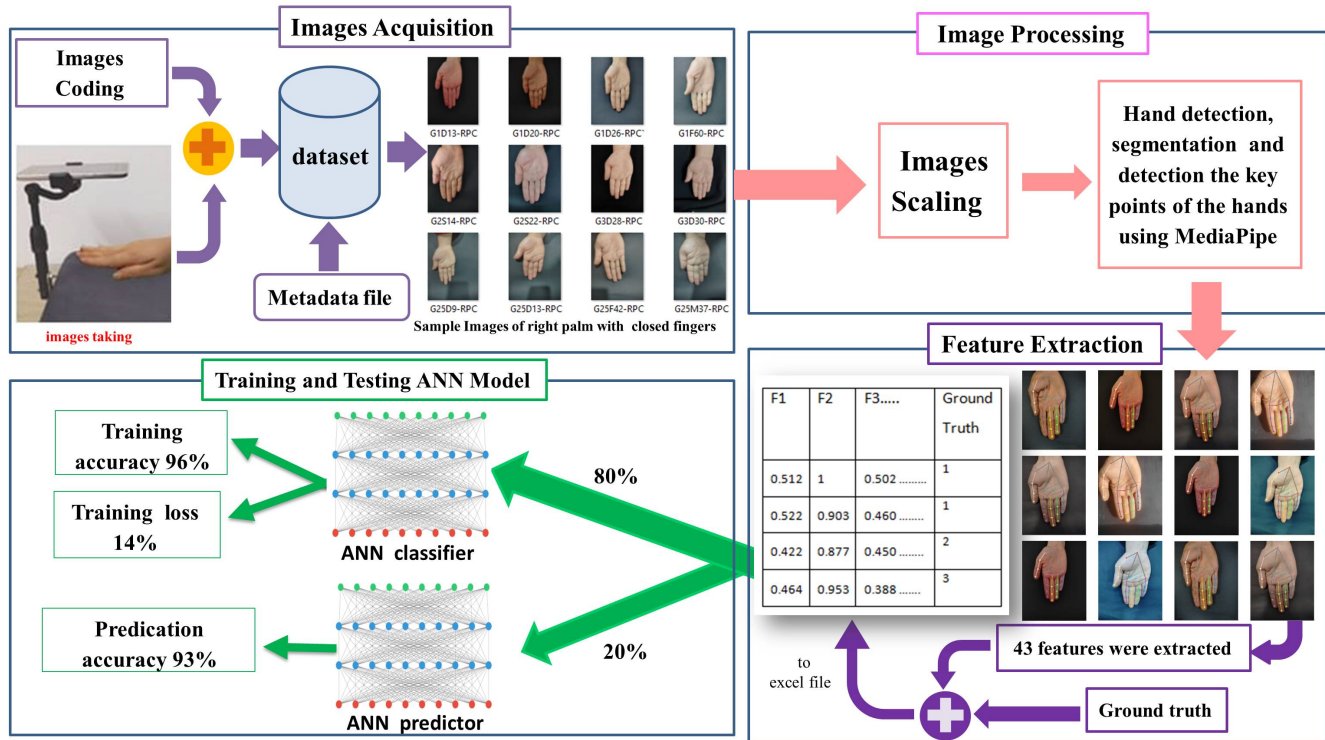 Images Acquisition
Images
Coding
dataset
Metadata file
images taking
G1D13-RPC
G1D20-RPC
G1D26-RPC`
G1F60-RPC
G2S14-RPC
G2S22-RPC
G3D28-RPC
G3D30-RPC
G25D9-RPC
G25D13-RPC
G25F42-RPC
G25M37-RPC
Sample Images of right palm with closed fingers
Image Processing
Images
Scaling
Hand detection,
segmentation and
detection the key
points of the hands
using MediaPipe
Feature Extraction
F1 F2 F3..... Ground
Truth
0.512 1 0.502 ......... 1
0.522 0.903 0.460 ........ 1
0.422 0.877 0.450 ........ 2
0.464 0.953 0.388 ....... 3
43 features were extracted
Ground truth
to
excel file
Training and Testing ANN Model
80%
20%
Training
accuracy 96%
Training loss
14%
ANN classifier
Predication
accuracy 93%
ANN predictor